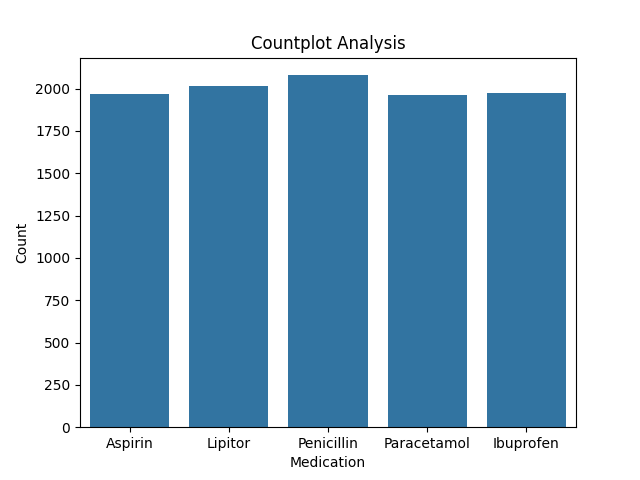 Countplot Analysis
2000
1750
1500
1250
1000
750
500
250
0
Count
Aspirin Lipitor Penicillin Paracetamol Ibuprofen
Medication